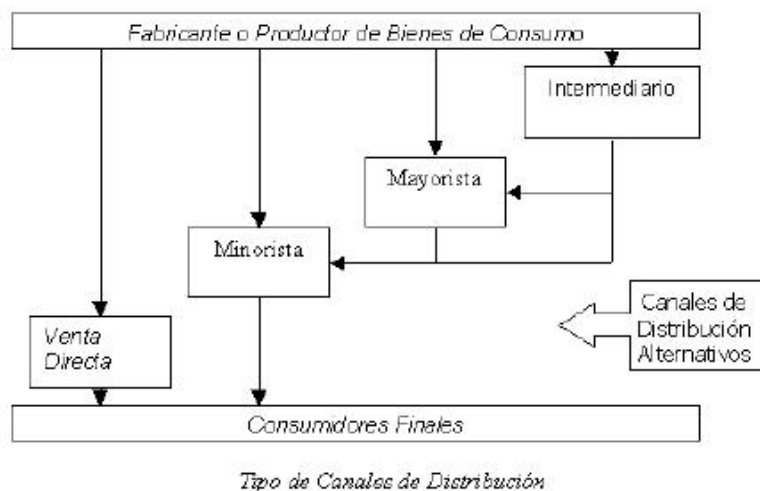 Fabricante o Productor de Bienes de Consumo
Intermediario
Mayorista
Minorista
Canales de
Distribución
Alternativos
Venta
Directa
Consumidores Finales
Tipo de Canales de Distribución